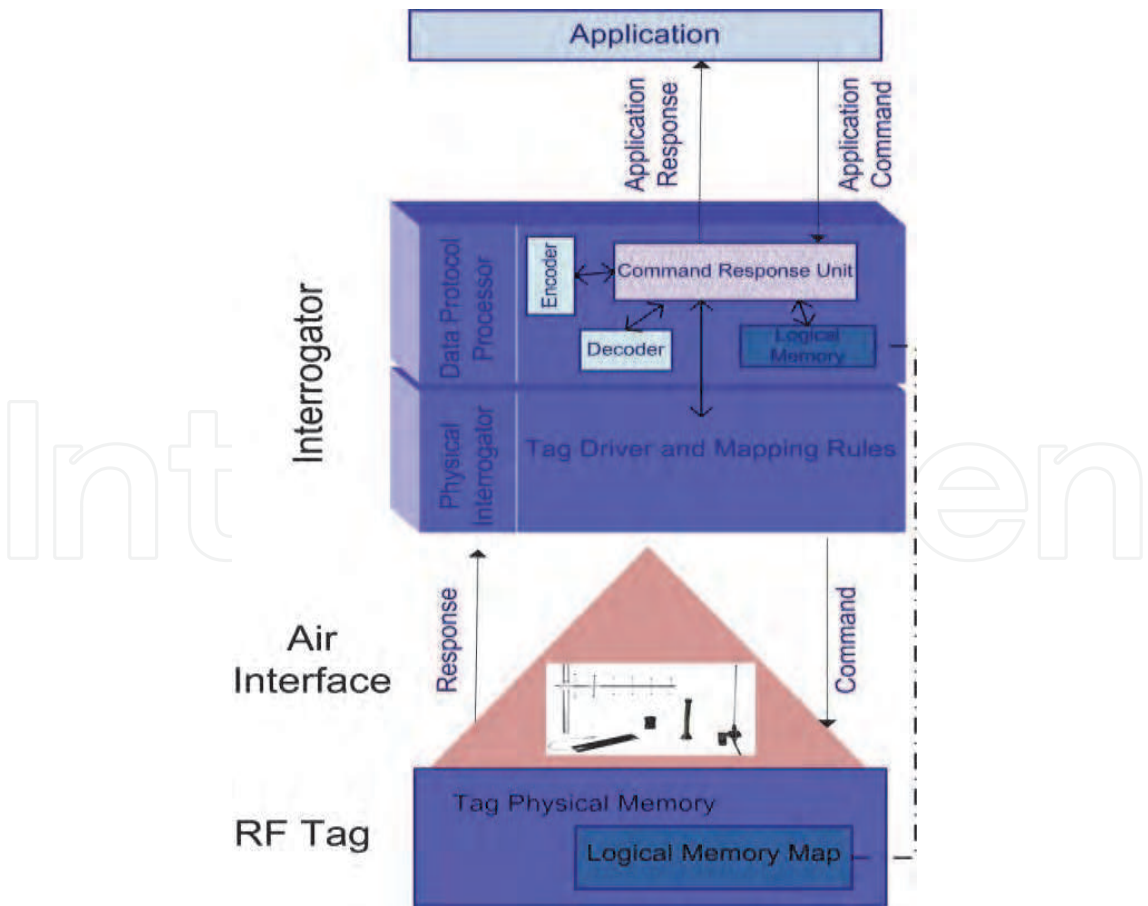 Application
Application
Response
Application
Command
Interrogator
Data Protocol
Processor
Encoder
Command Response Unit
Decoder
Logical
Memory
Physical
Interrogator
Tag Driver and Mapping Rules
Air
Interface
Response
Command
RF Tag
Tag Physical Memory
Logical Memory Map